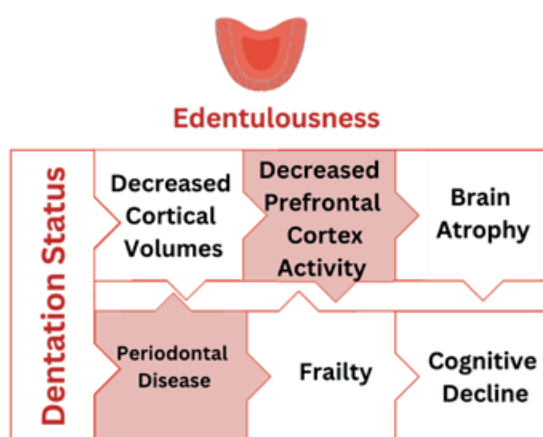 Edentulousness
Dentation Status
Decreased
Cortical
Volumes
Decreased
Prefrontal
Cortex
Activity
Brain
Atrophy
Periodontal
Disease
Frailty
Cognitive
Decline